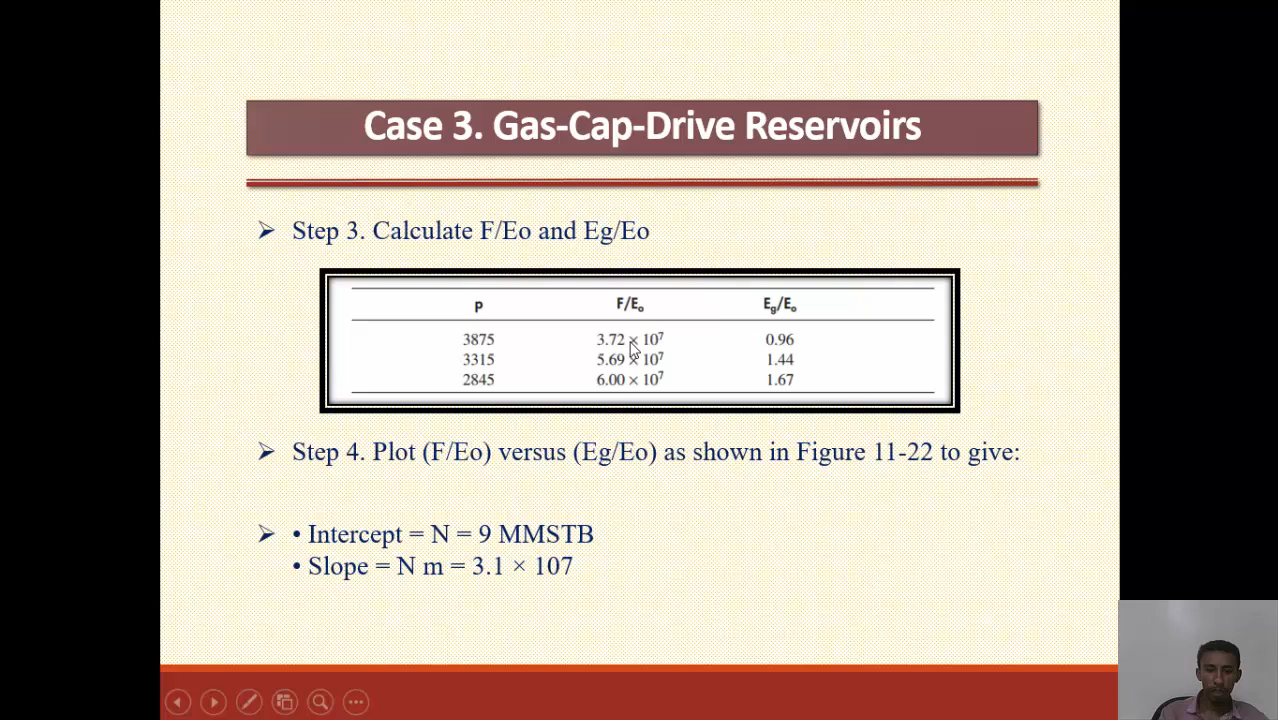 Case 3. Gas-Cap-Drive Reservoirs
Step 3. Calculate F/Eo and Eg/Eo
p F/Eₒ E_g/Eₒ
3875 3.72 × 10⁷ 0.96
3315 5.69 × 10⁷ 1.44
2845 6.00 × 10⁷ 1.67
Step 4. Plot (F/Eo) versus (Eg/Eo) as shown in Figure 11-22 to give:
• Intercept = N = 9 MMSTB
• Slope = N m = 3.1 × 107